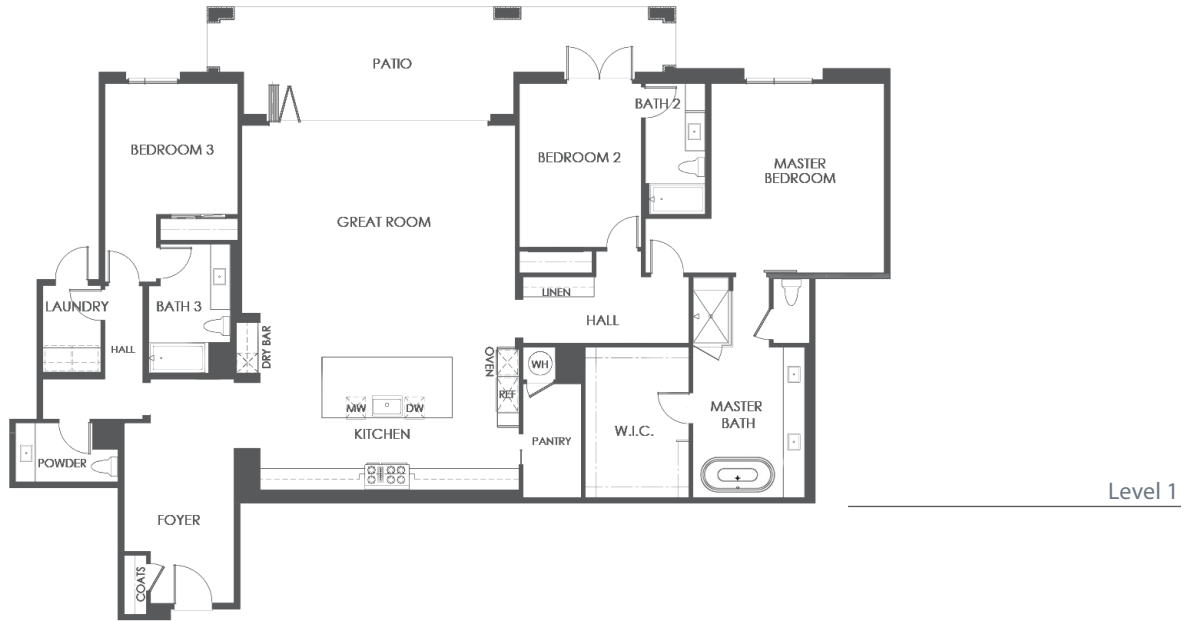 PATIO
BATH 2
BEDROOM 3
BEDROOM 2
MASTER
BEDROOM
GREAT ROOM
LINEN
LAUNDRY
BATH 3
HALL
HALL
DRY BAR
OVEN
WH
REF
MW
DW
KITCHEN
PANTRY
W.I.C.
MASTER
BATH
POWDER
Level 1
FOYER
COATS